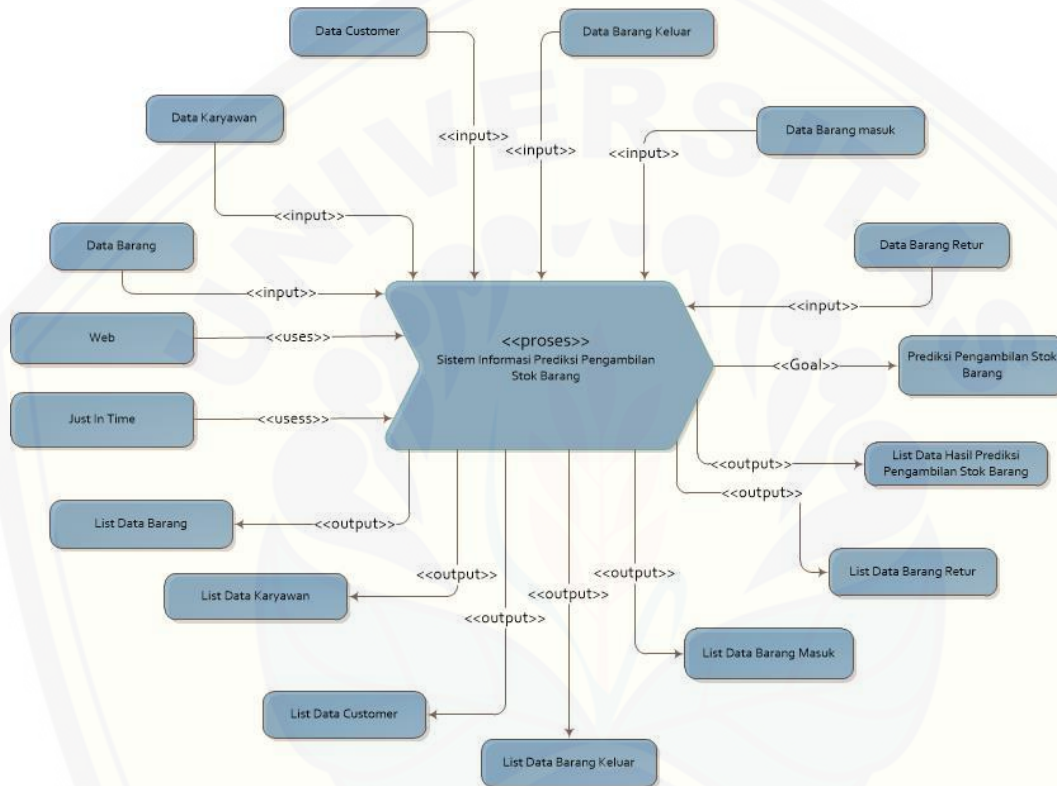 UNIVERSITAS
Data Customer
Data Barang Keluar
Data Karyawan
Data Barang masuk
<<input>>
<<input>>
<<input>>
<<input>>
Data Barang
Data Barang Retur
<<input>>
<<input>>
Web
<<uses>>
<<proses>>
Sistem Informasi Prediksi Pengambilan
Stok Barang
<<Goal>>
Prediksi Pengambilan Stok
Barang
Just In Time
<<usess>>
List Data Hasil Prediksi
Pengambilan Stok Barang
<<output>>
<<output>>
List Data Barang
<<output>>
List Data Barang Retur
<<output>>
<<output>>
<<output>>
List Data Karyawan
<<output>>
List Data Barang Masuk
List Data Customer
List Data Barang Keluar